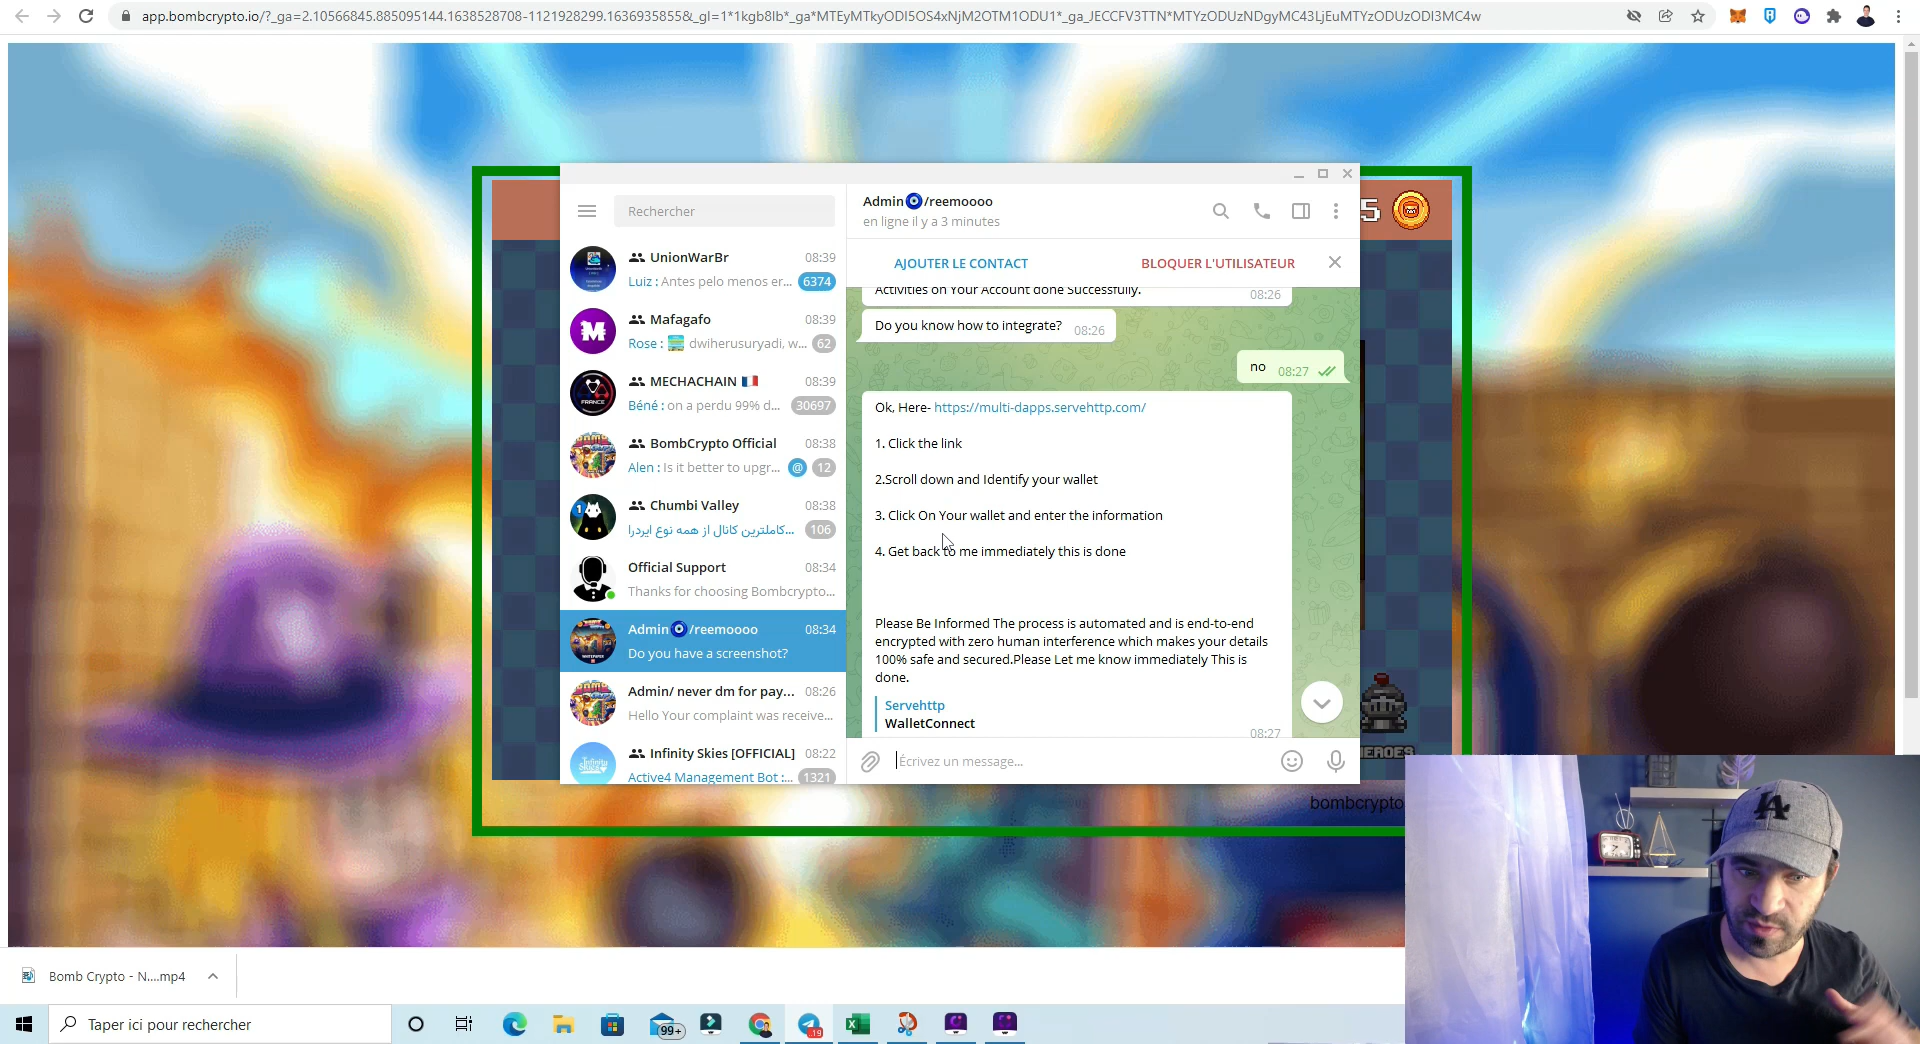 app.bombcrypto.io/?_ga=2.10566845.885095144.1638528708-1121928299.1636935855&_gl=1*1kgb8lb*_ga*MTEyMTkyODI5OS4xNjM2OTM1ODU1*_ga_JECCFV3TTN*MTYzODUzNDgyMC43LjEuMTYzODUzODI3MC4w
Rechercher
UnionWarBr 08:39
Luiz : Antes pelo menos er... 6374
Mafagafo 08:39
Rose : dwiherusuryadi, w... 62
MECHACHAIN 08:39
FRANCE
Béné : on a perdu 99% d... 30697
BombCrypto Official 08:38
Alen : Is it better to upgr... @ 12
Chumbi Valley 08:38
کاملترین کانال از همه نوع ایردرا... 106
Official Support 08:34
Thanks for choosing Bombcrypto...
Admin /reemoooo 08:34
Do you have a screenshot?
Admin/ never dm for pay... 08:26
Hello Your complaint was receive...
Infinity Skies [OFFICIAL] 08:22
Active4 Management Bot :... 1321
Admin /reemoooo
en ligne il y a 3 minutes
AJOUTER LE CONTACT BLOQUER L'UTILISATEUR
Activities on Your Account done Successfully. 08:26
Do you know how to integrate? 08:26
no 08:27
Ok, Here- https://multi-dapps.servehttp.com/
1. Click the link
2.Scroll down and Identify your wallet
3. Click On Your wallet and enter the information
4. Get back to me immediately this is done
Please Be Informed The process is automated and is end-to-end
encrypted with zero human interference which makes your details
100% safe and secured.Please Let me know immediately This is
done.
Servehttp
WalletConnect
08:27
Écrivez un message...
5
HEROES
bombcrypto
Bomb Crypto - N....mp4
Taper ici pour rechercher
99+
19